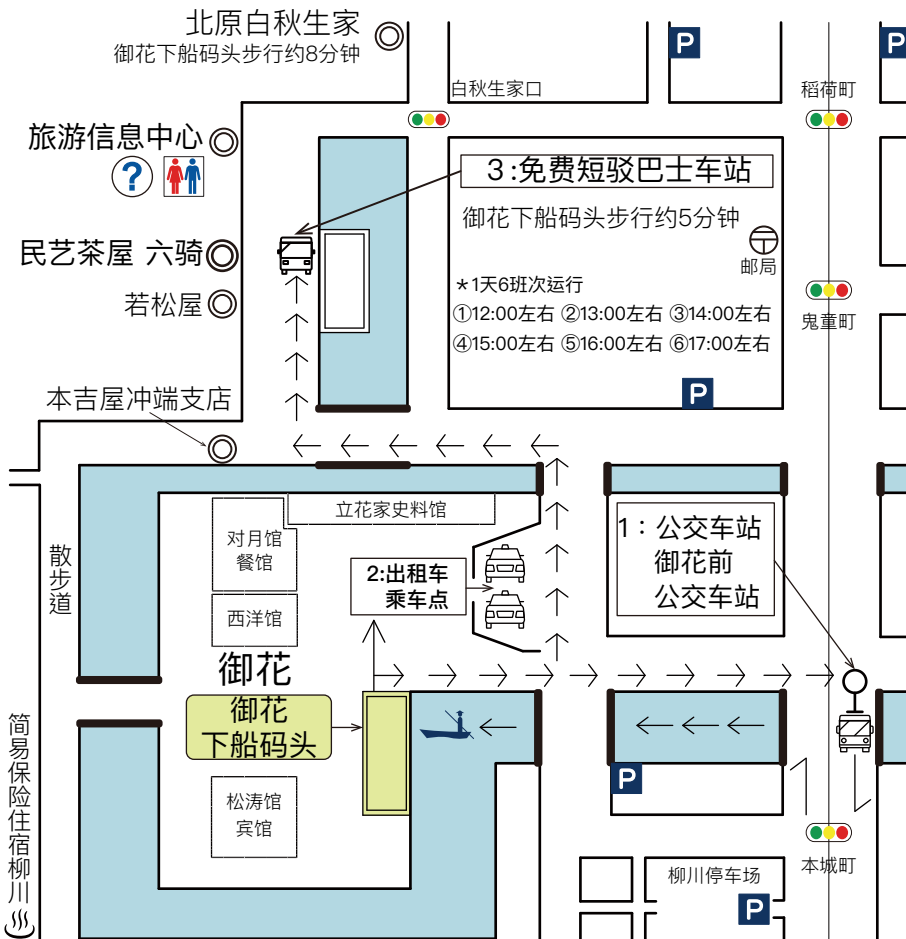 北原白秋生家
御花下船码头步行约8分钟
P
P
白秋生家口
稻荷町
旅游信息中心
?
3:免费短驳巴士车站
御花下船码头步行约5分钟
邮局
民艺茶屋 六骑
若松屋
*1天6班次运行
①12:00左右 ②13:00左右 ③14:00左右
④15:00左右 ⑤16:00左右 ⑥17:00左右
鬼童町
P
本吉屋冲端支店
立花家史料馆
对月馆
餐馆
散步道
2:出租车
乘车点
1:公交车站
御花前
公交车站
西洋馆
御花
御花
下船码头
简易保险住宿柳川
松涛馆
宾馆
P
本城町
柳川停车场
P